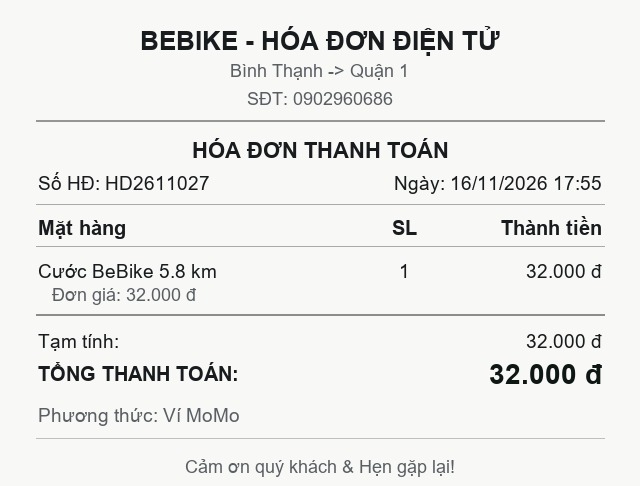 BEBIKE - HÓA ĐƠN ĐIỆN TỬ
Bình Thạnh -> Quận 1
SĐT: 0902960686
HÓA ĐƠN THANH TOÁN
Số HĐ: HD2611027 Ngày: 16/11/2026 17:55
Mặt hàng SL Thành tiền
Cước BeBike 5.8 km 1 32.000 đ
Đơn giá: 32.000 đ
Tạm tính: 32.000 đ
TỔNG THANH TOÁN: 32.000 đ
Phương thức: Ví MoMo
Cảm ơn quý khách & Hẹn gặp lại!